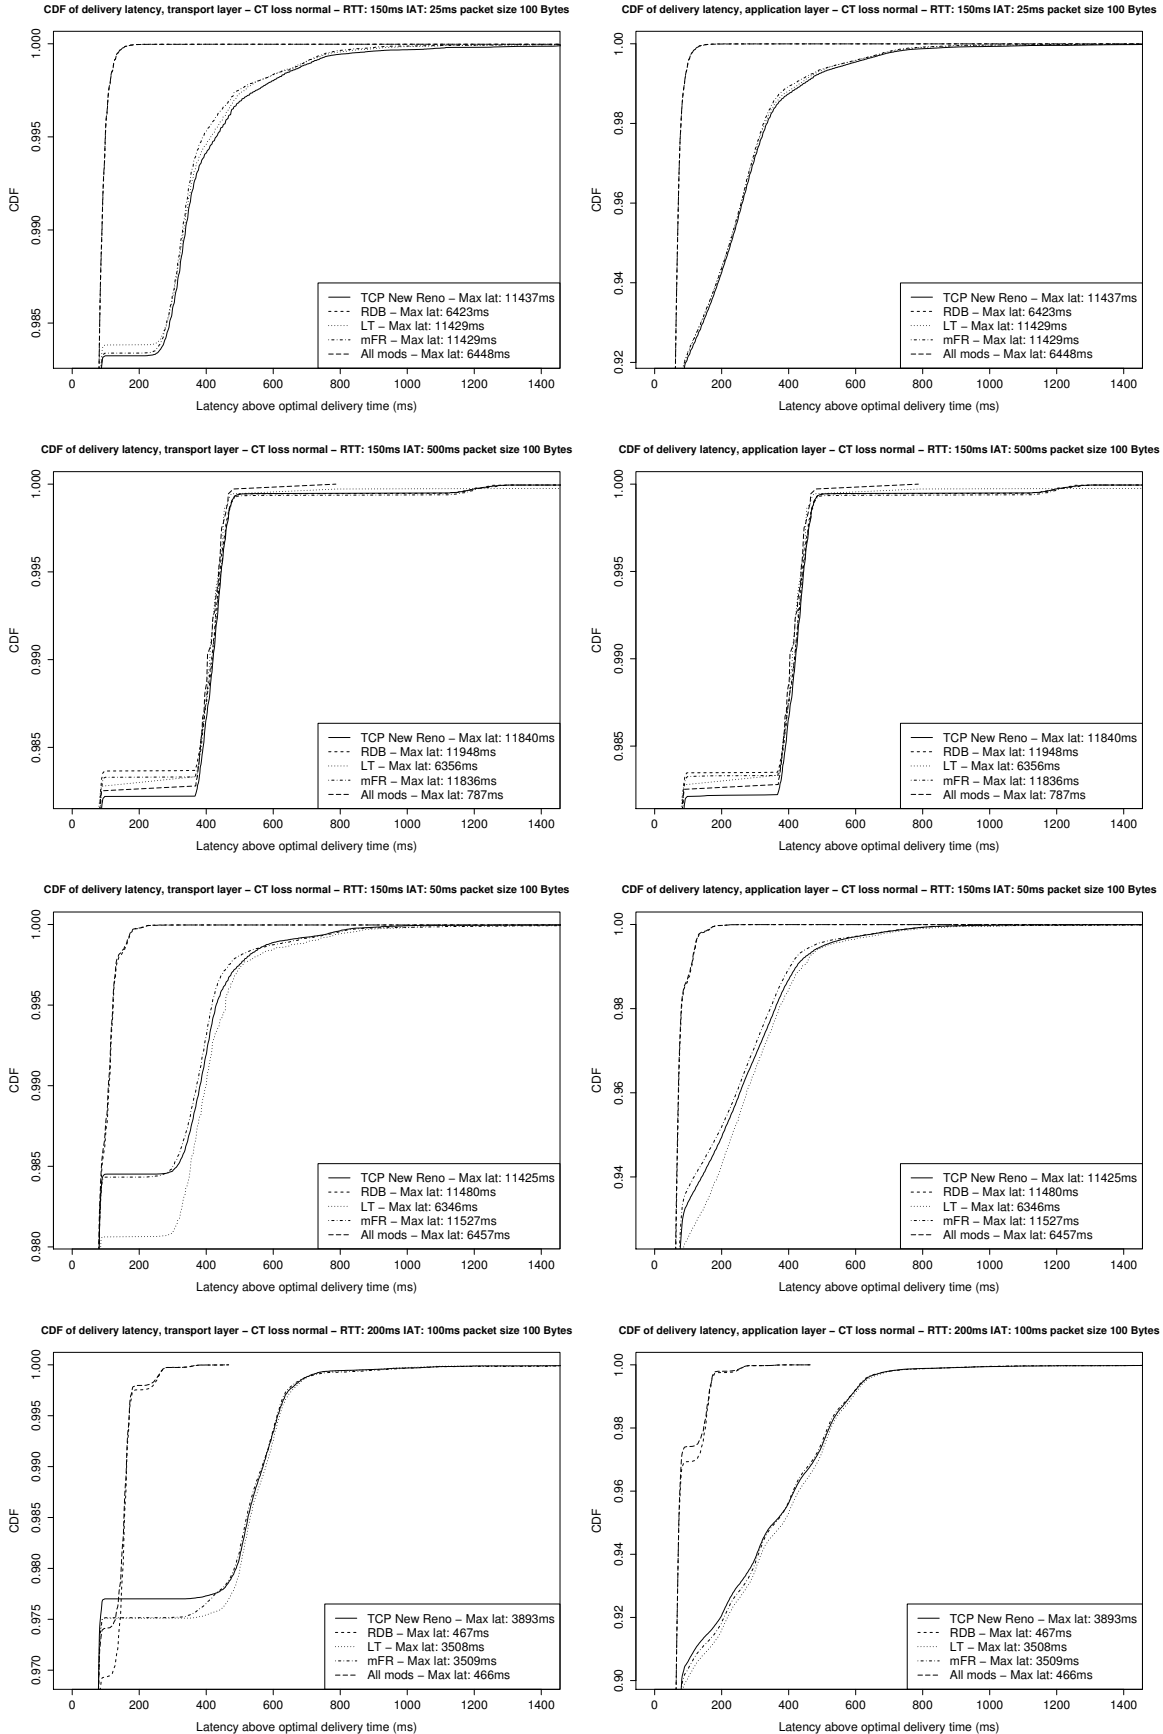 CDF of delivery latency, transport layer − CT loss normal − RTT: 150ms IAT: 25ms packet size 100 Bytes
CDF
1.000
0.995
0.990
0.985
TCP New Reno − Max lat: 11437ms
RDB − Max lat: 6423ms
LT − Max lat: 11429ms
mFR − Max lat: 11429ms
All mods − Max lat: 6448ms
0 200 400 600 800 1000 1200 1400
Latency above optimal delivery time (ms)
CDF of delivery latency, application layer − CT loss normal − RTT: 150ms IAT: 25ms packet size 100 Bytes
CDF
1.00
0.98
0.96
0.94
0.92
TCP New Reno − Max lat: 11437ms
RDB − Max lat: 6423ms
LT − Max lat: 11429ms
mFR − Max lat: 11429ms
All mods − Max lat: 6448ms
0 200 400 600 800 1000 1200 1400
Latency above optimal delivery time (ms)
CDF of delivery latency, transport layer − CT loss normal − RTT: 150ms IAT: 500ms packet size 100 Bytes
CDF
1.000
0.995
0.990
0.985
TCP New Reno − Max lat: 11840ms
RDB − Max lat: 11948ms
LT − Max lat: 6356ms
mFR − Max lat: 11836ms
All mods − Max lat: 787ms
0 200 400 600 800 1000 1200 1400
Latency above optimal delivery time (ms)
CDF of delivery latency, application layer − CT loss normal − RTT: 150ms IAT: 500ms packet size 100 Bytes
CDF
1.000
0.995
0.990
0.985
TCP New Reno − Max lat: 11840ms
RDB − Max lat: 11948ms
LT − Max lat: 6356ms
mFR − Max lat: 11836ms
All mods − Max lat: 787ms
0 200 400 600 800 1000 1200 1400
Latency above optimal delivery time (ms)
CDF of delivery latency, transport layer − CT loss normal − RTT: 150ms IAT: 50ms packet size 100 Bytes
CDF
1.000
0.995
0.990
0.985
0.980
TCP New Reno − Max lat: 11425ms
RDB − Max lat: 11480ms
LT − Max lat: 6346ms
mFR − Max lat: 11527ms
All mods − Max lat: 6457ms
0 200 400 600 800 1000 1200 1400
Latency above optimal delivery time (ms)
CDF of delivery latency, application layer − CT loss normal − RTT: 150ms IAT: 50ms packet size 100 Bytes
CDF
1.00
0.98
0.96
0.94
TCP New Reno − Max lat: 11425ms
RDB − Max lat: 11480ms
LT − Max lat: 6346ms
mFR − Max lat: 11527ms
All mods − Max lat: 6457ms
0 200 400 600 800 1000 1200 1400
Latency above optimal delivery time (ms)
CDF of delivery latency, transport layer − CT loss normal − RTT: 200ms IAT: 100ms packet size 100 Bytes
CDF
1.000
0.995
0.990
0.985
0.980
0.975
0.970
TCP New Reno − Max lat: 3893ms
RDB − Max lat: 467ms
LT − Max lat: 3508ms
mFR − Max lat: 3509ms
All mods − Max lat: 466ms
0 200 400 600 800 1000 1200 1400
Latency above optimal delivery time (ms)
CDF of delivery latency, application layer − CT loss normal − RTT: 200ms IAT: 100ms packet size 100 Bytes
CDF
1.00
0.98
0.96
0.94
0.92
0.90
TCP New Reno − Max lat: 3893ms
RDB − Max lat: 467ms
LT − Max lat: 3508ms
mFR − Max lat: 3509ms
All mods − Max lat: 466ms
0 200 400 600 800 1000 1200 1400
Latency above optimal delivery time (ms)